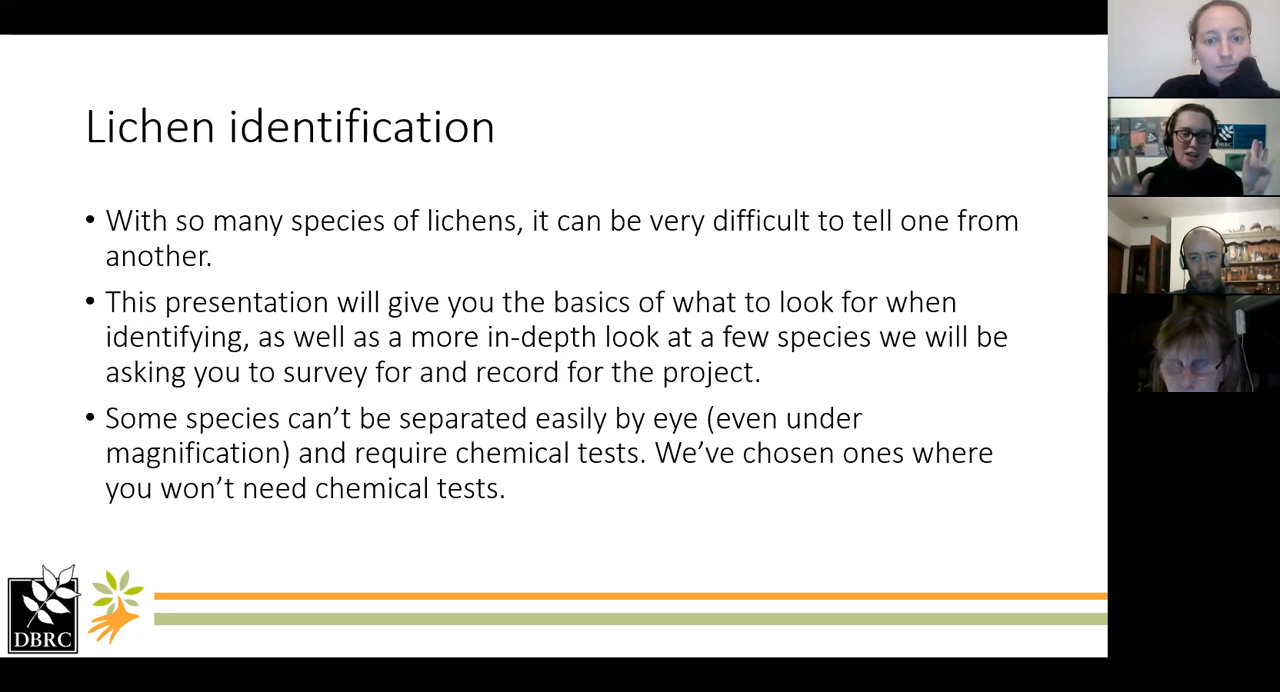 Lichen identification
• With so many species of lichens, it can be very difficult to tell one from
another.
• This presentation will give you the basics of what to look for when
identifying, as well as a more in-depth look at a few species we will be
asking you to survey for and record for the project.
• Some species can’t be separated easily by eye (even under
magnification) and require chemical tests. We’ve chosen ones where
you won’t need chemical tests.
DBRC
DBRC